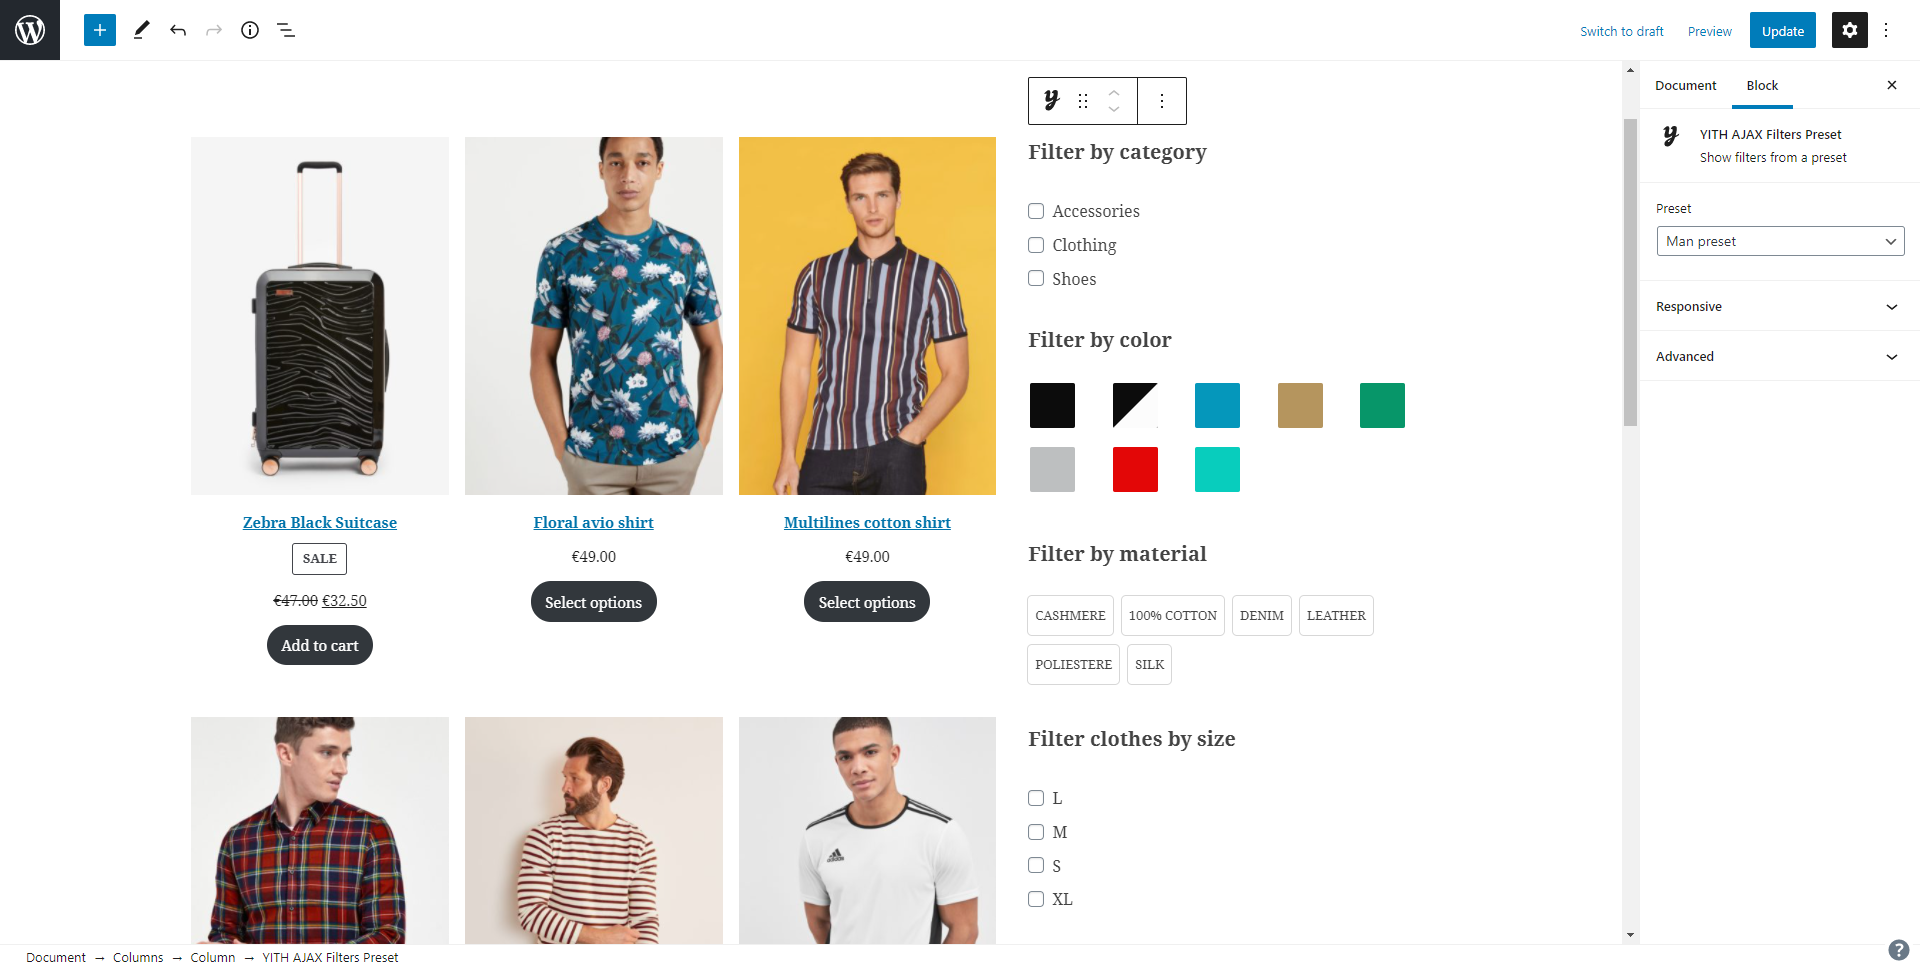 Switch to draft
Preview
Update
Document
Block
YITH AJAX Filters Preset
Show filters from a preset
Preset
Man preset
Responsive
Advanced
Zebra Black Suitcase
SALE
€47.00 €32.50
Add to cart
Floral avio shirt
€49.00
Select options
Multilines cotton shirt
€49.00
Select options
adidas
Filter by category
Accessories
Clothing
Shoes
Filter by color
Filter by material
CASHMERE
100% COTTON
DENIM
LEATHER
POLIESTERE
SILK
Filter clothes by size
L
M
S
XL
Document → Columns → Column → YITH AJAX Filters Preset